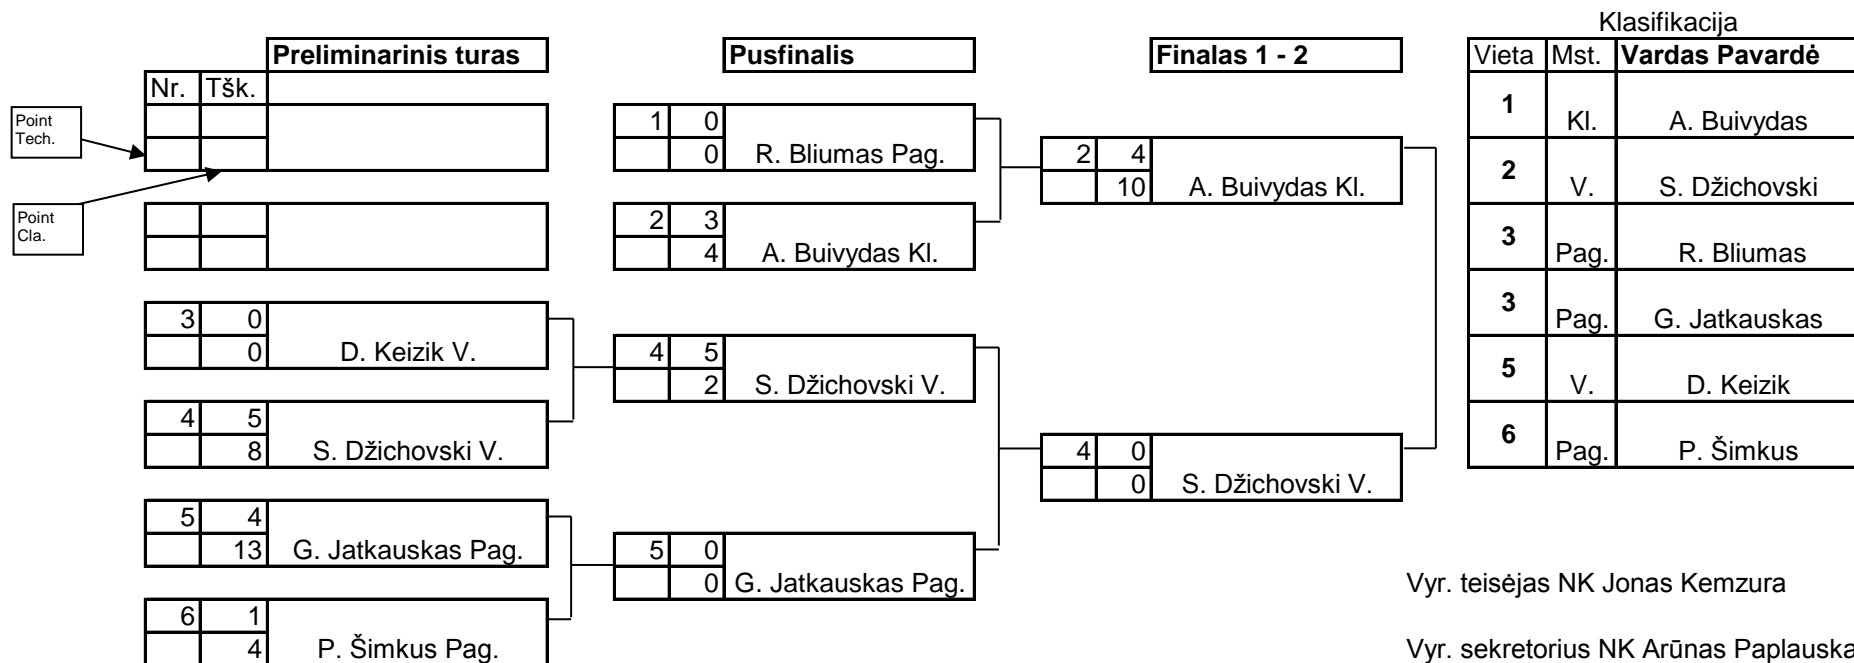 Klasifikacija
Preliminarinis turas Pusfinalis Finalas 1 - 2 Vieta Mst. Vardas Pavardė
Nr. Tšk.
Point
Tech.
Point
Cla.
3 0
0 D. Keizik V.
4 5
8 S. Džichovski V.
5 4
13 G. Jatkauskas Pag.
6 1
4 P. Šimkus Pag.
1 0
0 R. Bliumas Pag.
2 3
4 A. Buivydas Kl.
4 5
2 S. Džichovski V.
5 0
0 G. Jatkauskas Pag.
2 4
10 A. Buivydas Kl.
4 0
0 S. Džichovski V.
1 Kl. A. Buivydas
2 V. S. Džichovski
3 Pag. R. Bliumas
3 Pag. G. Jatkauskas
5 V. D. Keizik
6 Pag. P. Šimkus
Vyr. teisėjas NK Jonas Kemzura
Vyr. sekretorius NK Arūnas Paplauska